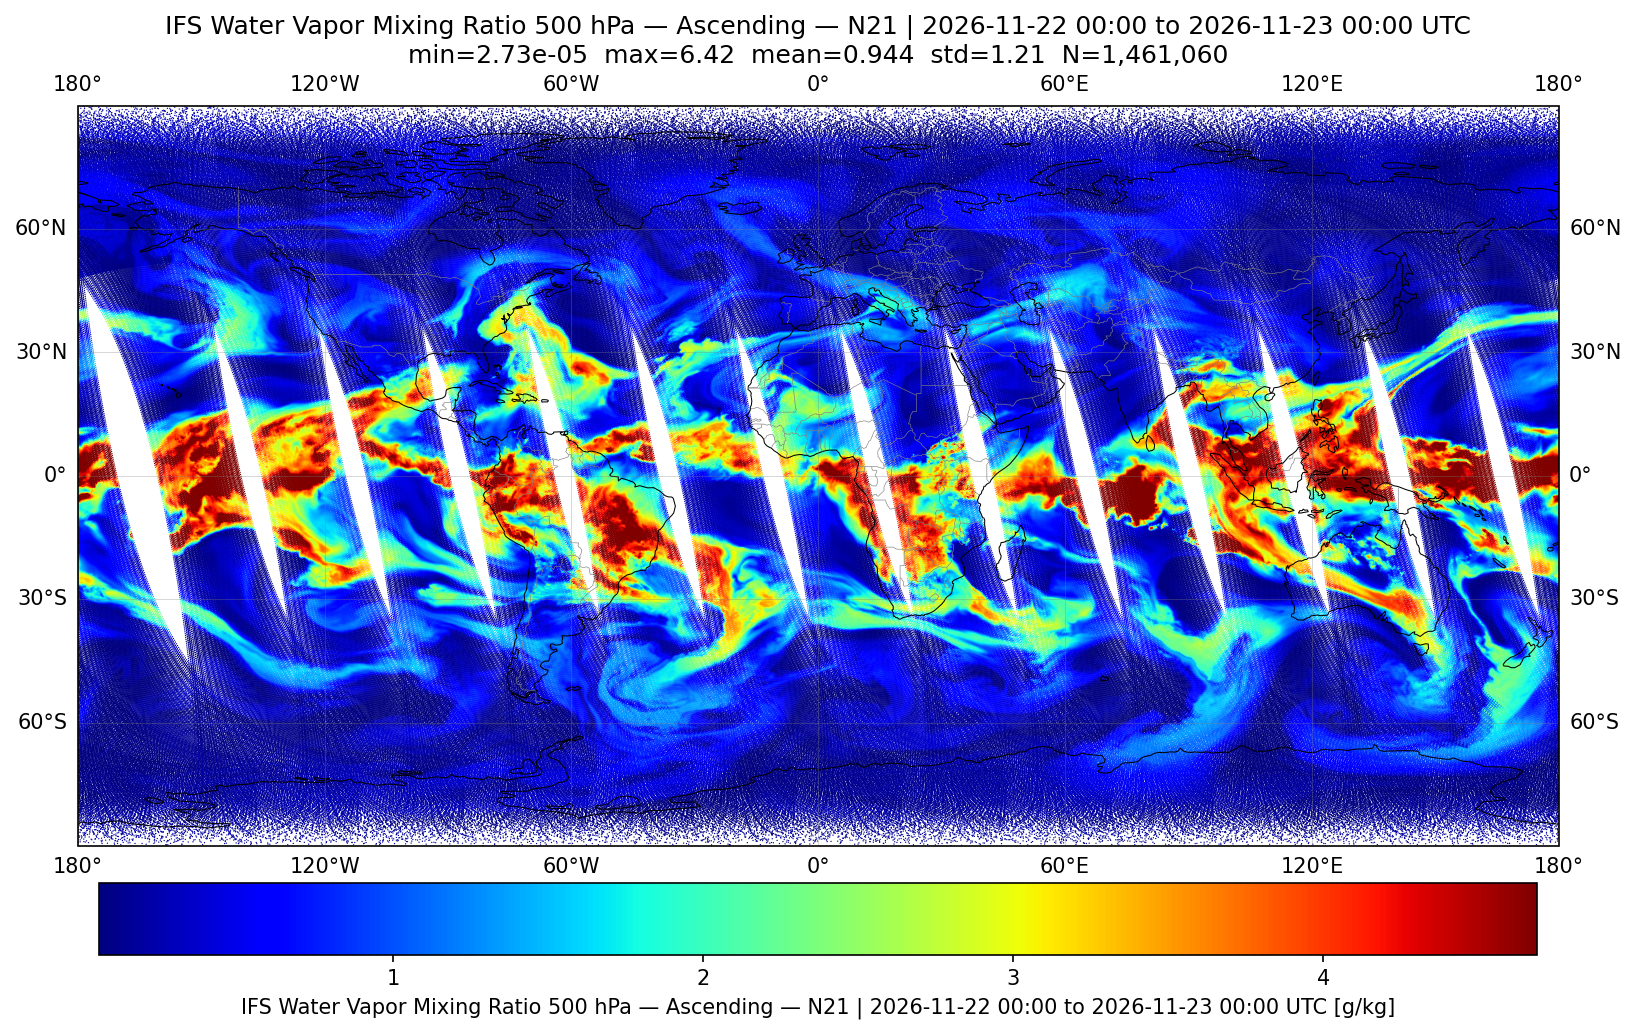 IFS Water Vapor Mixing Ratio 500 hPa — Ascending — N21 | 2026-11-22 00:00 to 2026-11-23 00:00 UTC
min=2.73e-05 max=6.42 mean=0.944 std=1.21 N=1,461,060
180° 120°W 60°W 0° 60°E 120°E 180°
60°N 60°N
30°N 30°N
0° 0°
30°S 30°S
60°S 60°S
180° 120°W 60°W 0° 60°E 120°E 180°
1 2 3 4
IFS Water Vapor Mixing Ratio 500 hPa — Ascending — N21 | 2026-11-22 00:00 to 2026-11-23 00:00 UTC [g/kg]